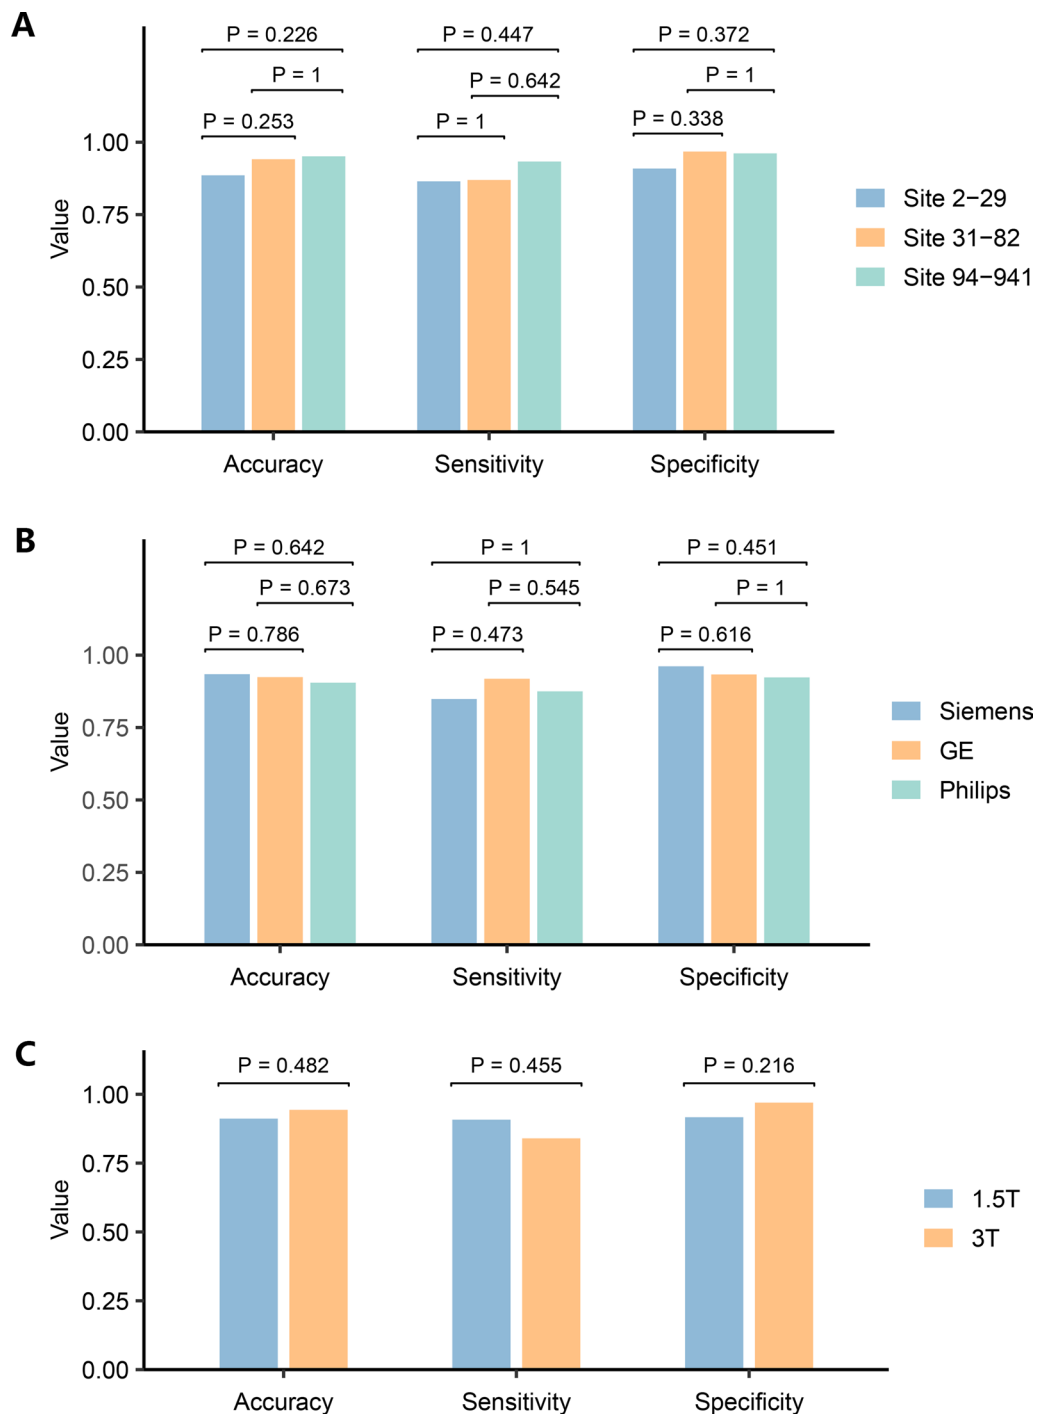 A
P = 0.226 P = 0.447 P = 0.372
P = 1 P = 0.642 P = 1
P = 0.253 P = 1 P = 0.338
1.00
0.75
0.50
0.25
0.00
Value
Accuracy Sensitivity Specificity
Site 2−29
Site 31−82
Site 94−941
B
P = 0.642 P = 1 P = 0.451
P = 0.673 P = 0.545 P = 1
P = 0.786 P = 0.473 P = 0.616
1.00
0.75
0.50
0.25
0.00
Value
Accuracy Sensitivity Specificity
Siemens
GE
Philips
C
P = 0.482 P = 0.455 P = 0.216
1.00
0.75
0.50
0.25
0.00
Value
Accuracy Sensitivity Specificity
1.5T
3T